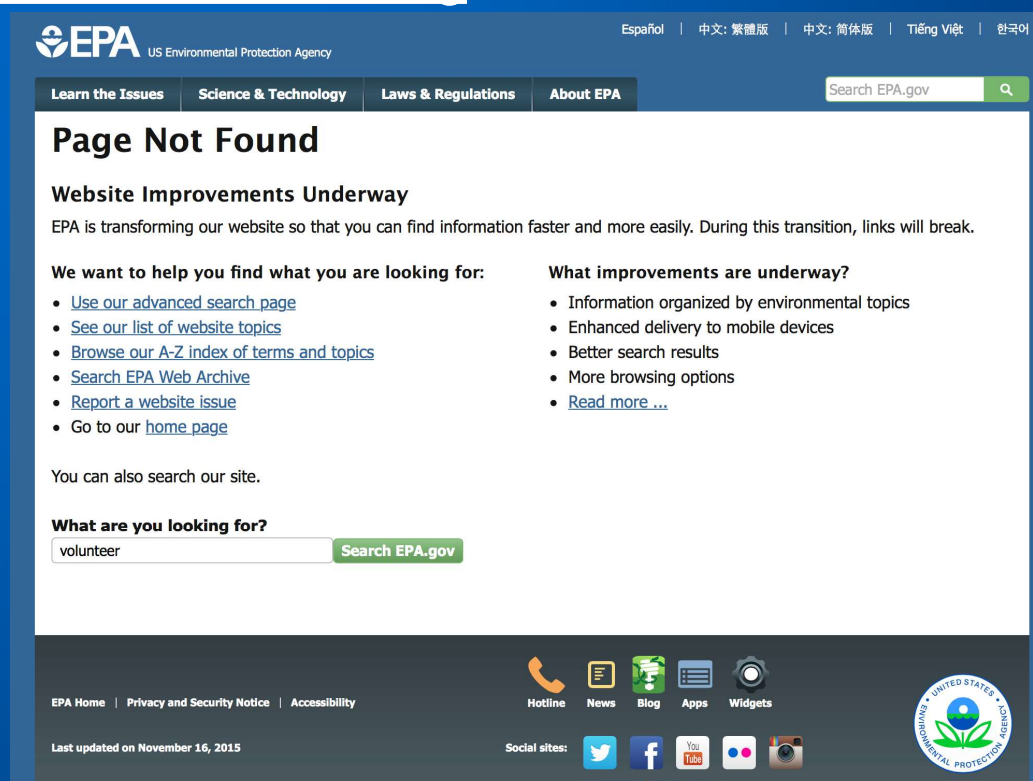 EPA US Environmental Protection Agency
Español | 中文: 繁體版 | 中文: 简体版 | Tiếng Việt | 한국어
Learn the Issues
Science & Technology
Laws & Regulations
About EPA
Search EPA.gov
Page Not Found
Website Improvements Underway
EPA is transforming our website so that you can find information faster and more easily. During this transition, links will break.
We want to help you find what you are looking for:
• Use our advanced search page
• See our list of website topics
• Browse our A-Z index of terms and topics
• Search EPA Web Archive
• Report a website issue
• Go to our home page
What improvements are underway?
• Information organized by environmental topics
• Enhanced delivery to mobile devices
• Better search results
• More browsing options
• Read more ...
You can also search our site.
What are you looking for?
volunteer
Search EPA.gov
EPA Home | Privacy and Security Notice | Accessibility
Hotline
News
Blog
Apps
Widgets
Last updated on November 16, 2015
Social sites:
You
Tube
UNITED STATES
ENVIRONMENTAL PROTECTION AGENCY